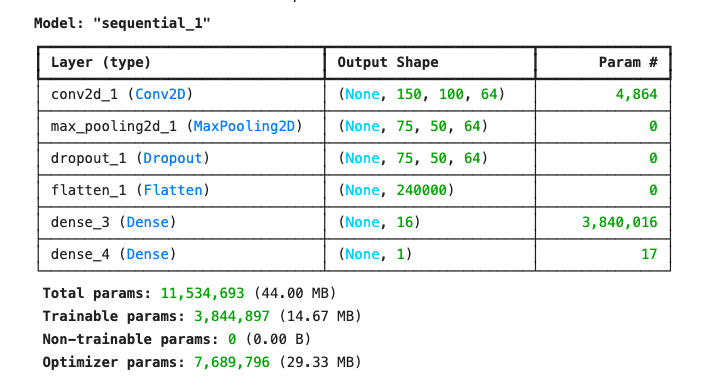 Model: "sequential_1"
Layer (type) Output Shape Param #
conv2d_1 (Conv2D) (None, 150, 100, 64) 4,864
max_pooling2d_1 (MaxPooling2D) (None, 75, 50, 64) 0
dropout_1 (Dropout) (None, 75, 50, 64) 0
flatten_1 (Flatten) (None, 240000) 0
dense_3 (Dense) (None, 16) 3,840,016
dense_4 (Dense) (None, 1) 17
Total params: 11,534,693 (44.00 MB)
Trainable params: 3,844,897 (14.67 MB)
Non-trainable params: 0 (0.00 B)
Optimizer params: 7,689,796 (29.33 MB)